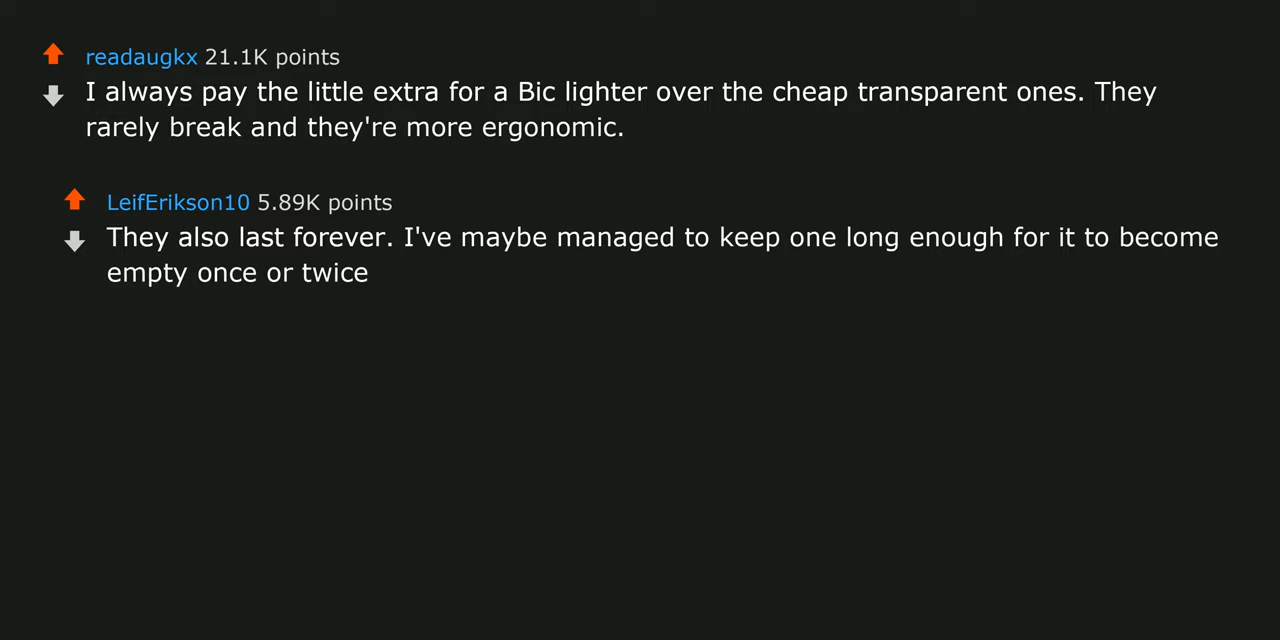 readaugkx 21.1K points
I always pay the little extra for a Bic lighter over the cheap transparent ones. They
rarely break and they're more ergonomic.
LeifErikson10 5.89K points
They also last forever. I've maybe managed to keep one long enough for it to become
empty once or twice